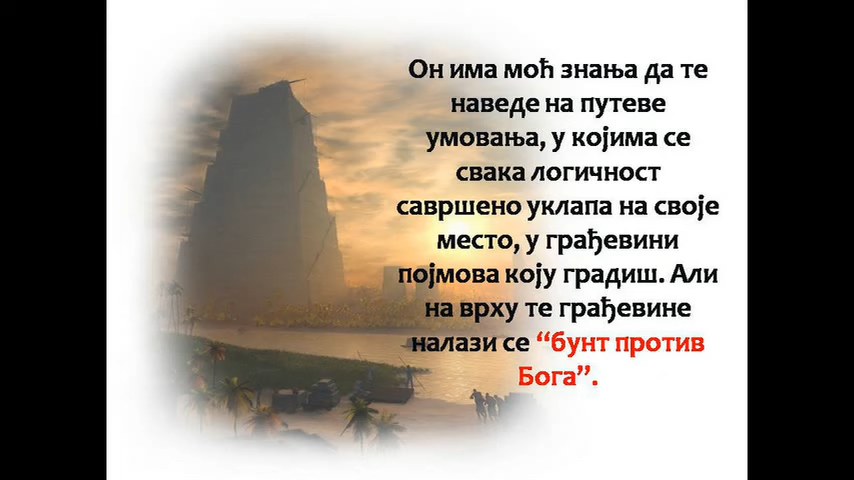 Он има моћ знања да те
наведе на путеве
умовања, у којима се
свака логичност
савршено уклапа на своје
место, у грађевини
појмова коју градиш. Али
на врху те грађевине
налази се “бунт против
Бога”.